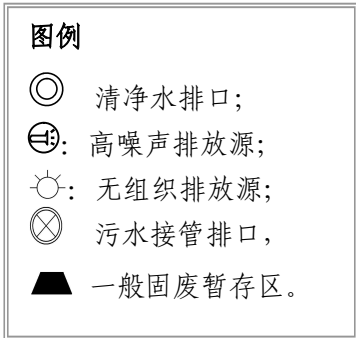 图例
清净水排口；
：高噪声排放源；
：无组织排放源；
污水接管排口，
一般固废暂存区。